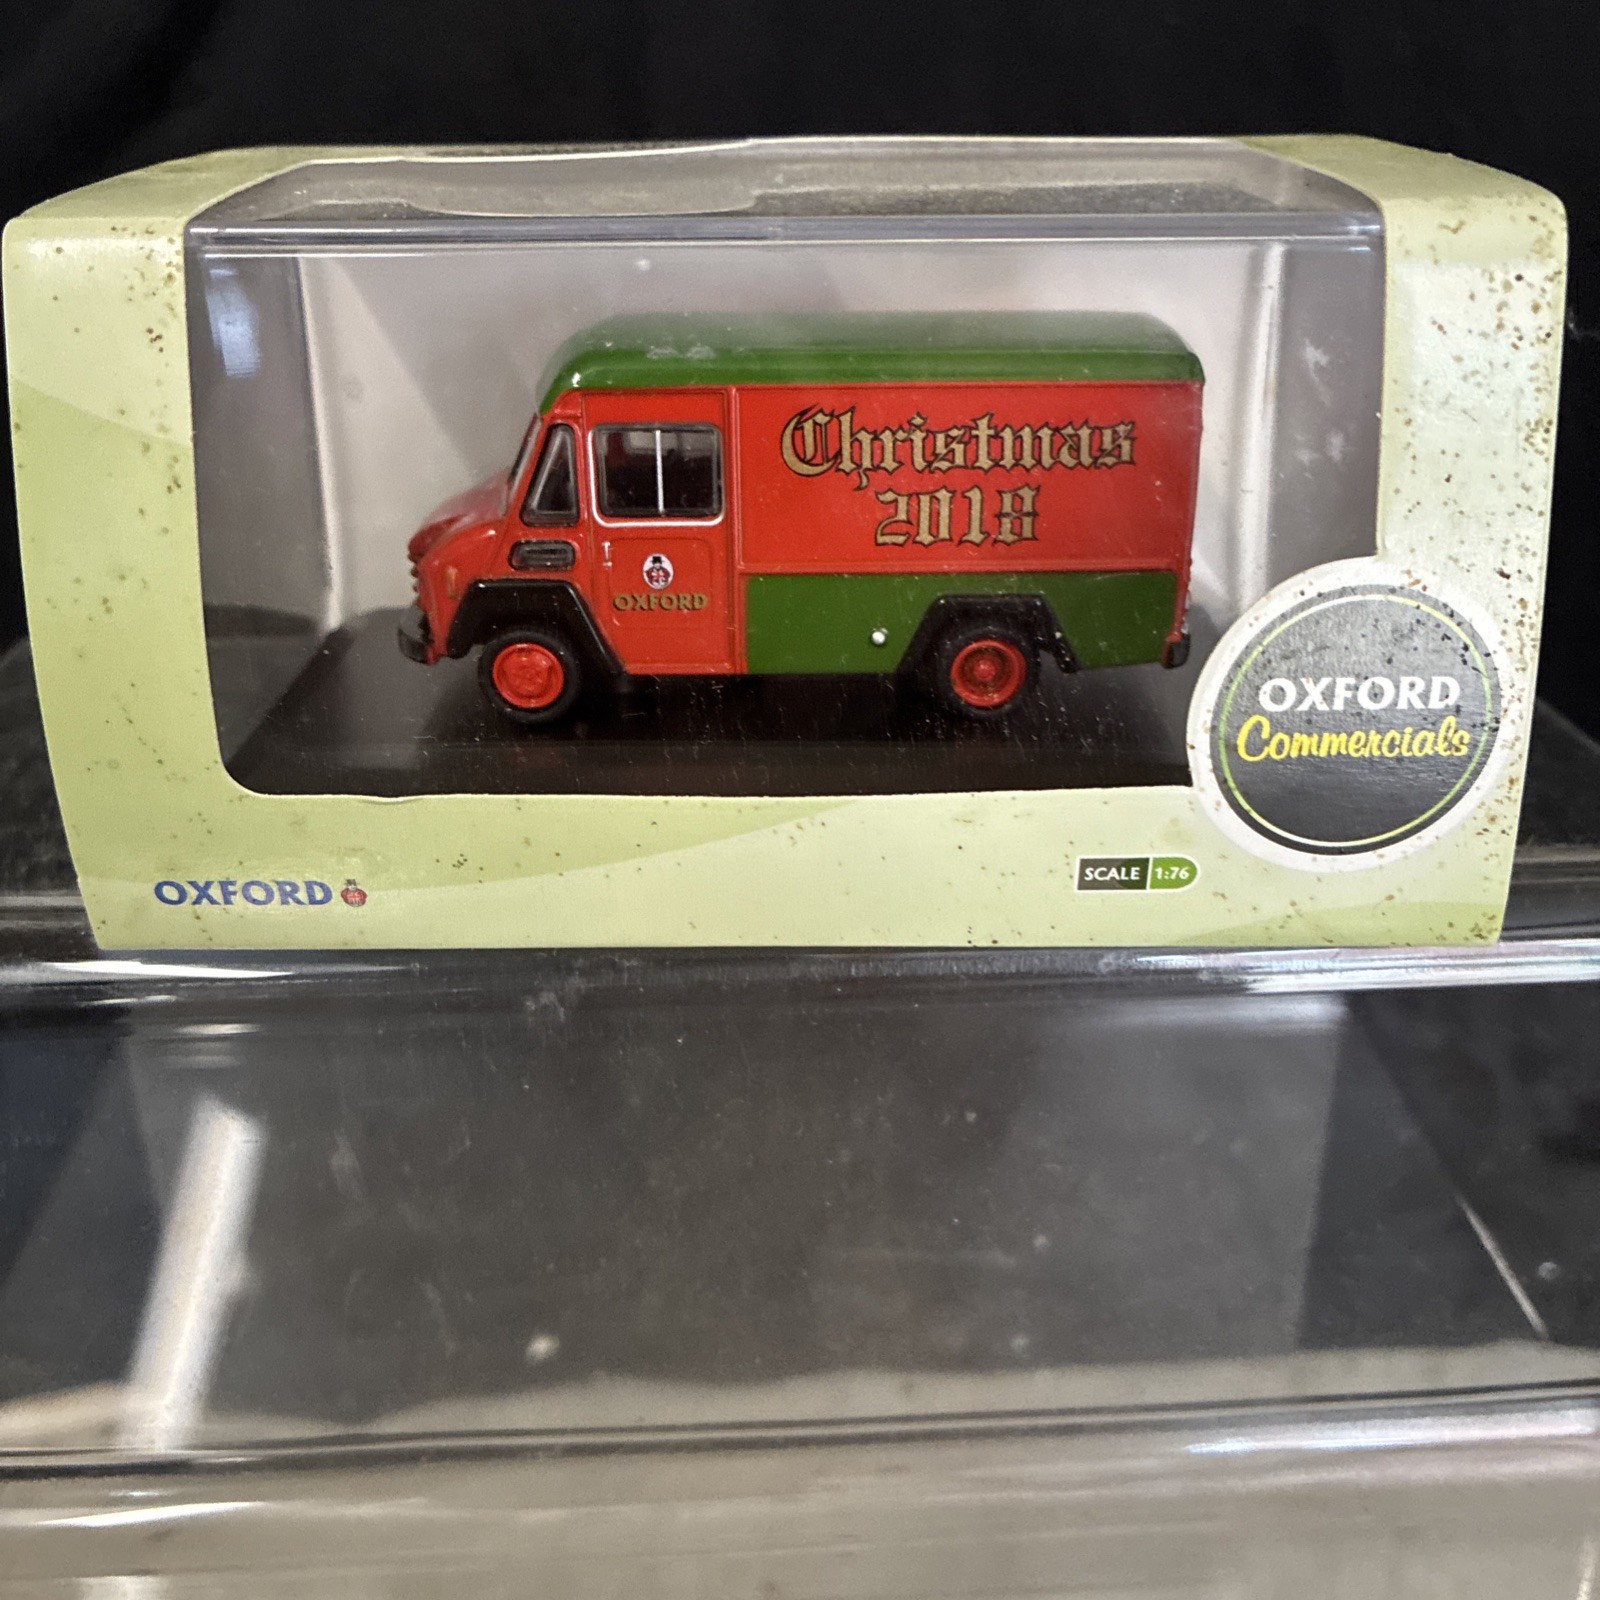 Christmas
2018
OXFORD
OXFORD
Commercials
OXFORD
SCALE 1:76